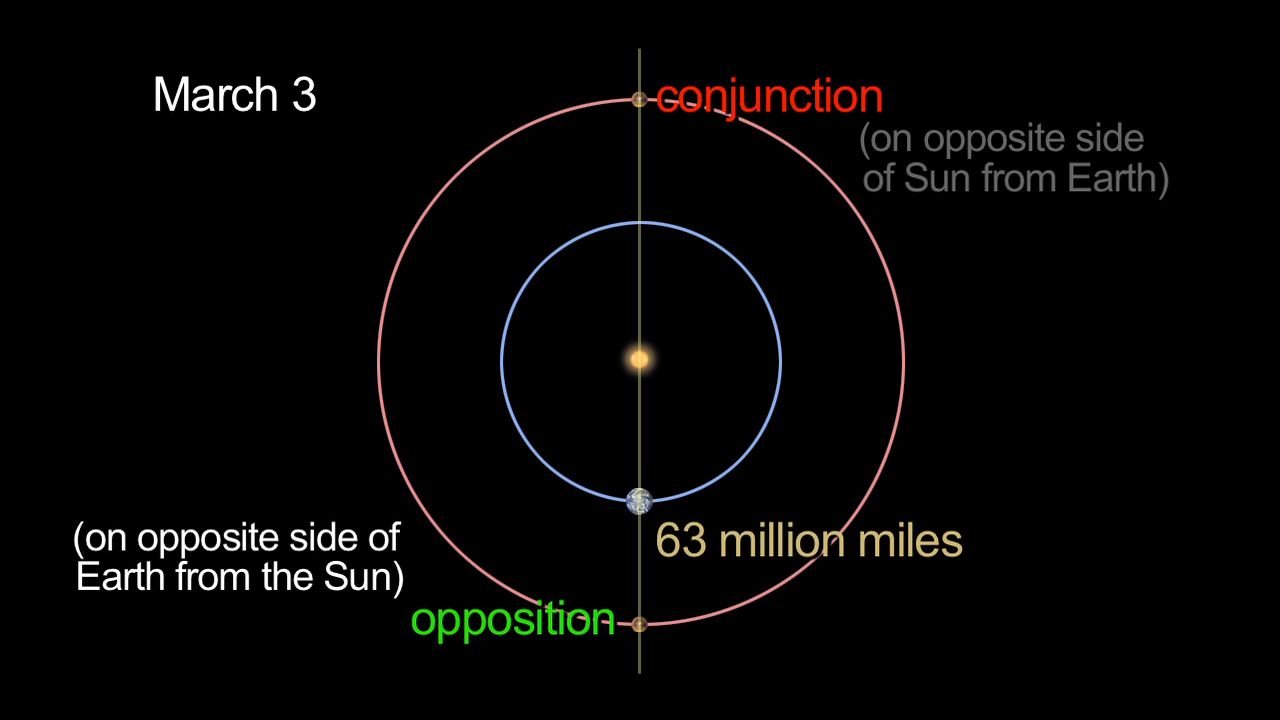 March 3
conjunction
(on opposite side
of Sun from Earth)
(on opposite side of
Earth from the Sun)
63 million miles
opposition